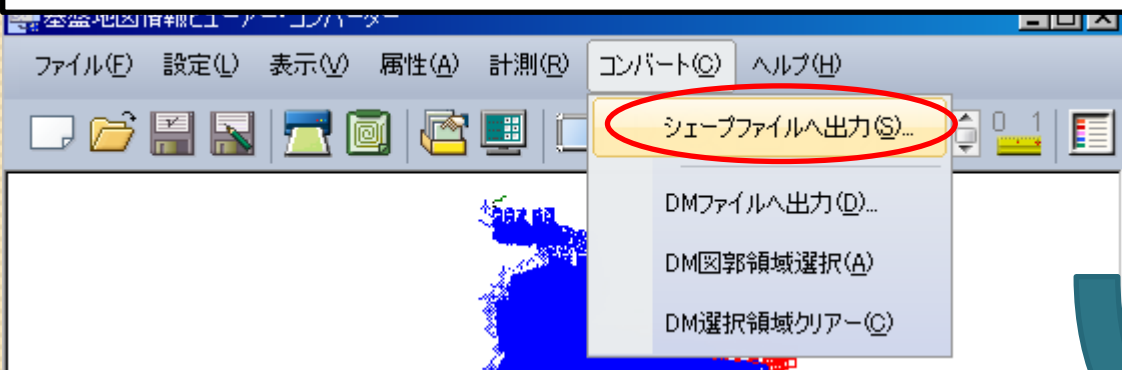 基盤地図情報ビューアー・コンバーター
ファイル(F) 設定(L) 表示(V) 属性(A) 計測(R) コンバート(C) ヘルプ(H)
シェープファイルへ出力(S)...
0 1
DMファイルへ出力(D)...
DM図郭領域選択(A)
DM選択領域クリアー(C)